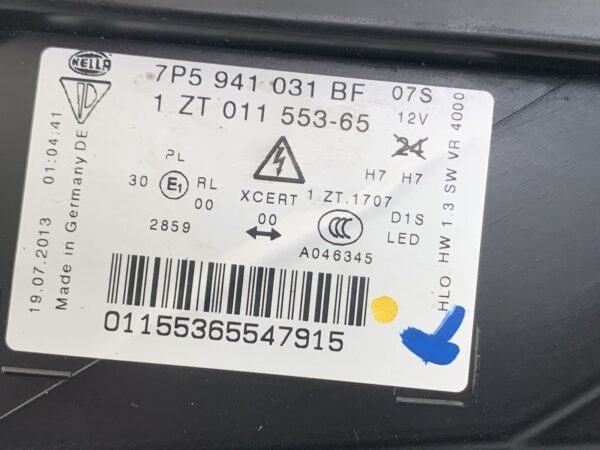 HELLA
7P5 941 031 BF 07S
1 ZT 011 553-65 12V
24
PL
30 E1 RL
00
H7 H7
XCERT 1 ZT.1707
2859
00
CCC
A046345
D1S
LED
01155365547915
19.07.2013 01:04:41
Made in Germany DE
HLO HW 1.3 SW VR 4000